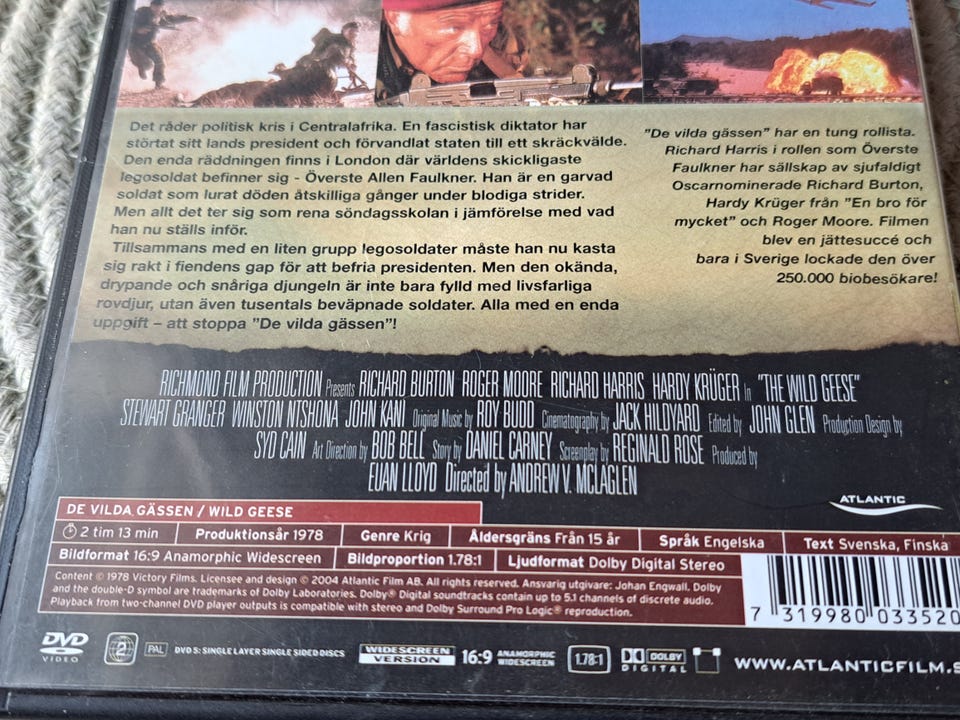 Det råder politisk kris i Centralafrika. En fascistisk diktator har
störtat sitt lands president och förvandlat staten till ett skräckvälde.
Den enda räddningen finns i London där världens skickligaste
legosoldat befinner sig - Överste Allen Faulkner. Han är en garvad
soldat som lurat döden åtskilliga gånger under blodiga strider.
Men allt det ter sig som rena söndagsskolan i jämförelse med vad
han nu ställs inför.
Tillsammans med en liten grupp legosoldater måste han nu kasta
sig rakt i fiendens gap för att befria presidenten. Men den okända,
drypande och snåriga djungeln är inte bara fylld med livsfarliga
rovdjur, utan även tusentals beväpnade soldater. Alla med en enda
uppgift – att stoppa "De vilda gässen"!
"De vilda gässen" har en tung rollista.
Richard Harris i rollen som Överste
Faulkner har sällskap av sjufaldigt
Oscarnominerade Richard Burton,
Hardy Krüger från "En bro för
mycket" och Roger Moore. Filmen
blev en jättesuccé och
bara i Sverige lockade den över
250.000 biobesökare!
RICHMOND FILM PRODUCTION Presents RICHARD BURTON ROGER MOORE RICHARD HARRIS HARDY KRÜGER In "THE WILD GEESE"
STEWART GRANGER WINSTON NTSHONA JOHN KANI Original Music by ROY BUDD Cinematography by JACK HILDYARD Edited by JOHN GLEN Production Design by
SYD CAIN Art Direction by BOB BELL Story by DANIEL CARNEY Screenplay by REGINALD ROSE Produced by
EUAN LLOYD Directed by ANDREW V. MCLAGLEN
ATLANTIC
DE VILDA GÄSSEN / WILD GEESE
2 tim 13 min Produktionsår 1978 Genre Krig Åldersgräns Från 15 år Språk Engelska Text Svenska, Finska
Bildformat 16:9 Anamorphic Widescreen Bildproportion 1.78:1 Ljudformat Dolby Digital Stereo
Content © 1978 Victory Films. Licensee and design © 2004 Atlantic Film AB. All rights reserved. Ansvarig utgivare: Johan Engwall. Dolby
and the double-D symbol are trademarks of Dolby Laboratories. Dolby® Digital soundtracks contain up to 5.1 channels of discrete audio.
Playback from two-channel DVD player outputs is compatible with stereo and Dolby Surround Pro Logic® reproduction.
7 319980 033520
DVD VIDEO 2 PAL DVD 5: SINGLE LAYER SINGLE SIDED DISCS WIDESCREEN VERSION 16:9 ANAMORPHIC WIDESCREEN 1.78:1 DOLBY DIGITAL WWW.ATLANTICFILM.S